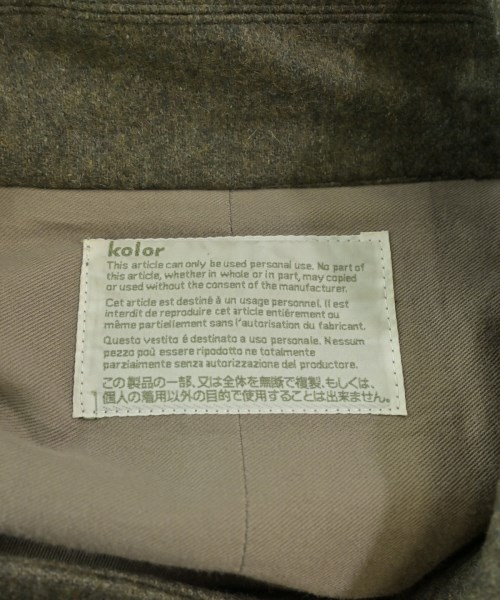 kolor
This article can only be used personal use. No part of
this article, whether in whole or in part, may copied
or used without the consent of the manufacturer.
Cet article est destiné à un usage personnel. Il est
interdit de reproduire cet article entiérement ou
même partiellement sans l'autorisation du fabricant.
Questo vestito é destinato a uso personale. Nessum
pezzo poù essere ripodotto ne totalmente
parzialmente senza autorizzazione del productore.
この製品の一部、又は全体を無断で複製、もしくは、
個人の着用以外の目的で使用することは出来ません。